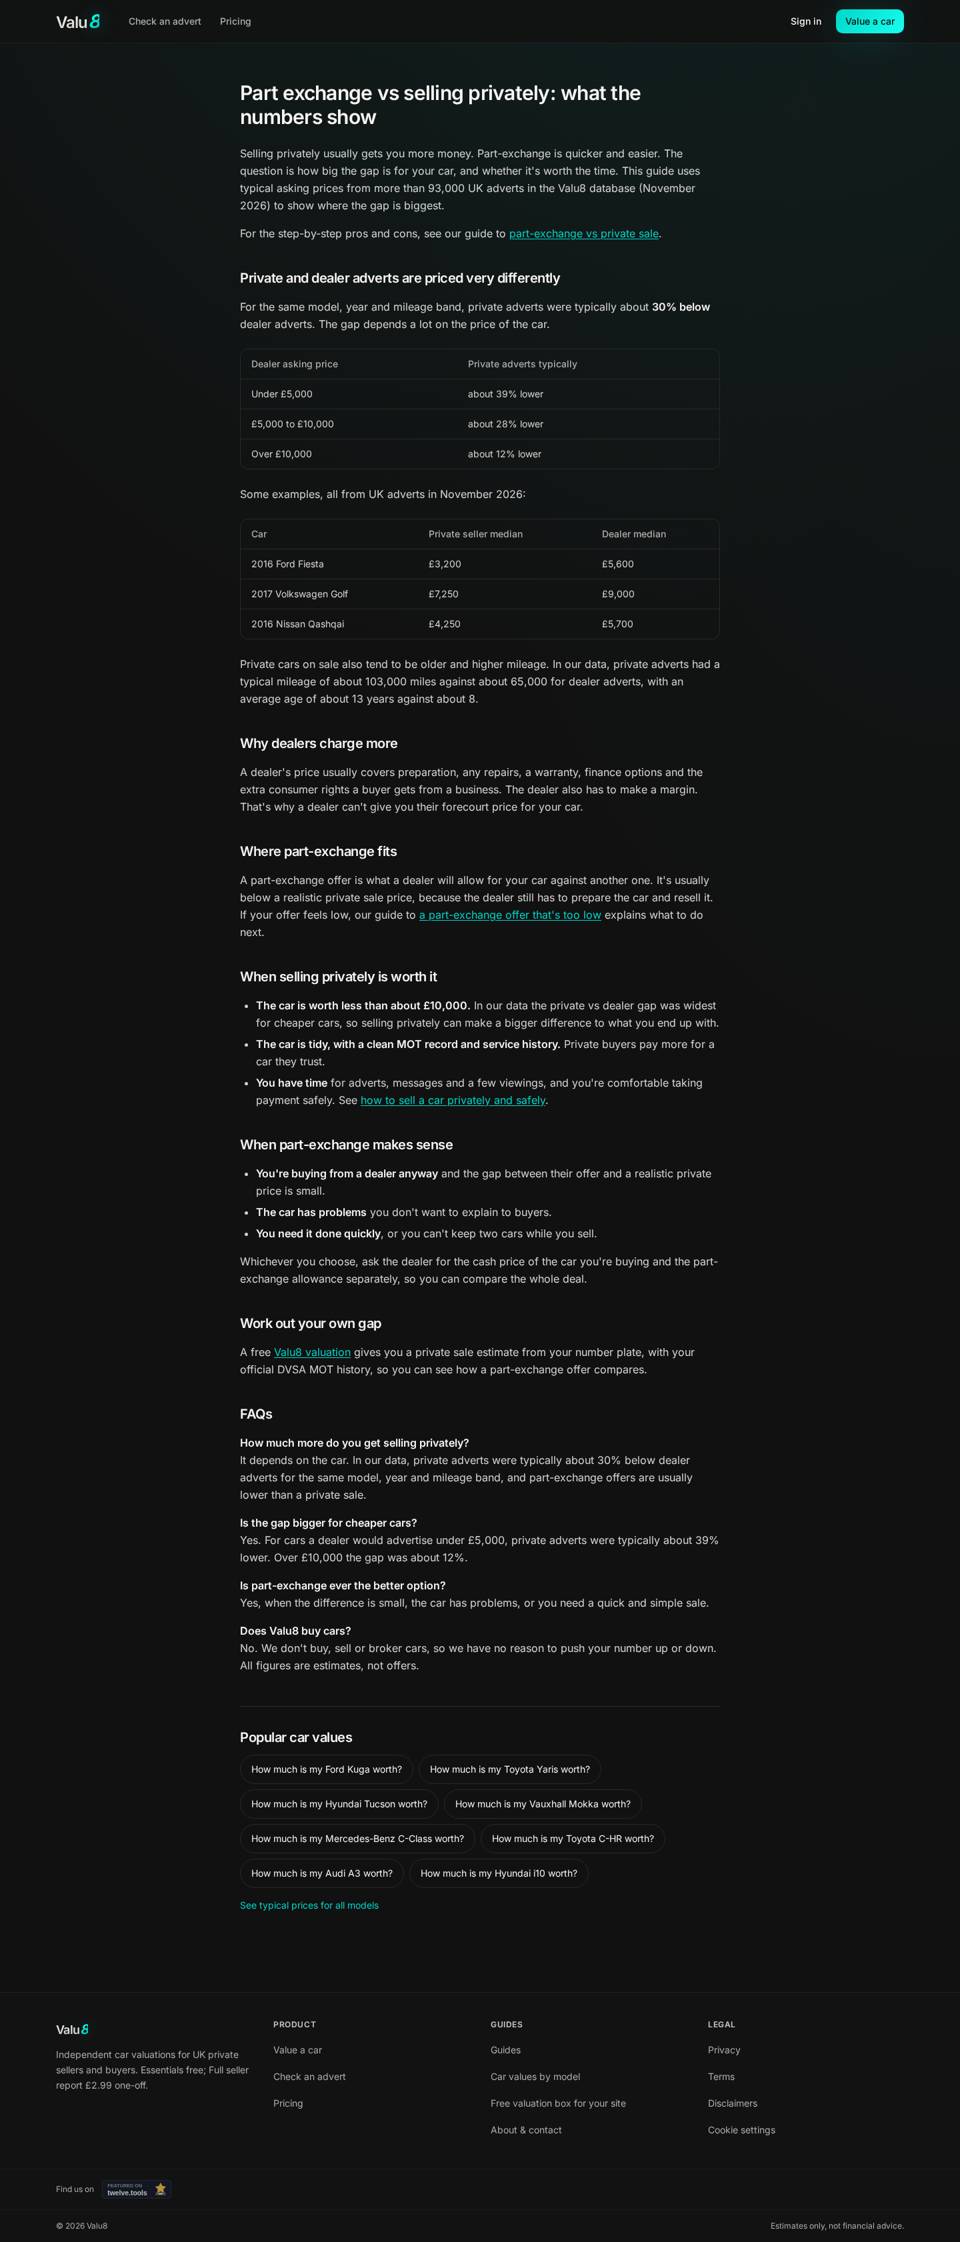 Valu8
Check an advert
Pricing
Sign in
Value a car
Part exchange vs selling privately: what the
numbers show
Selling privately usually gets you more money. Part-exchange is quicker and easier. The
question is how big the gap is for your car, and whether it's worth the time. This guide uses
typical asking prices from more than 93,000 UK adverts in the Valu8 database (November
2026) to show where the gap is biggest.
For the step-by-step pros and cons, see our guide to part-exchange vs private sale.
Private and dealer adverts are priced very differently
For the same model, year and mileage band, private adverts were typically about 30% below
dealer adverts. The gap depends a lot on the price of the car.
Dealer asking price Private adverts typically
Under £5,000 about 39% lower
£5,000 to £10,000 about 28% lower
Over £10,000 about 12% lower
Some examples, all from UK adverts in November 2026:
Car Private seller median Dealer median
2016 Ford Fiesta £3,200 £5,600
2017 Volkswagen Golf £7,250 £9,000
2016 Nissan Qashqai £4,250 £5,700
Private cars on sale also tend to be older and higher mileage. In our data, private adverts had a
typical mileage of about 103,000 miles against about 65,000 for dealer adverts, with an
average age of about 13 years against about 8.
Why dealers charge more
A dealer's price usually covers preparation, any repairs, a warranty, finance options and the
extra consumer rights a buyer gets from a business. The dealer also has to make a margin.
That's why a dealer can't give you their forecourt price for your car.
Where part-exchange fits
A part-exchange offer is what a dealer will allow for your car against another one. It's usually
below a realistic private sale price, because the dealer still has to prepare the car and resell it.
If your offer feels low, our guide to a part-exchange offer that's too low explains what to do
next.
When selling privately is worth it
• The car is worth less than about £10,000. In our data the private vs dealer gap was widest
for cheaper cars, so selling privately can make a bigger difference to what you end up with.
• The car is tidy, with a clean MOT record and service history. Private buyers pay more for a
car they trust.
• You have time for adverts, messages and a few viewings, and you're comfortable taking
payment safely. See how to sell a car privately and safely.
When part-exchange makes sense
• You're buying from a dealer anyway and the gap between their offer and a realistic private
price is small.
• The car has problems you don't want to explain to buyers.
• You need it done quickly, or you can't keep two cars while you sell.
Whichever you choose, ask the dealer for the cash price of the car you're buying and the part-
exchange allowance separately, so you can compare the whole deal.
Work out your own gap
A free Valu8 valuation gives you a private sale estimate from your number plate, with your
official DVSA MOT history, so you can see how a part-exchange offer compares.
FAQs
How much more do you get selling privately?
It depends on the car. In our data, private adverts were typically about 30% below dealer
adverts for the same model, year and mileage band, and part-exchange offers are usually
lower than a private sale.
Is the gap bigger for cheaper cars?
Yes. For cars a dealer would advertise under £5,000, private adverts were typically about 39%
lower. Over £10,000 the gap was about 12%.
Is part-exchange ever the better option?
Yes, when the difference is small, the car has problems, or you need a quick and simple sale.
Does Valu8 buy cars?
No. We don't buy, sell or broker cars, so we have no reason to push your number up or down.
All figures are estimates, not offers.
Popular car values
How much is my Ford Kuga worth? How much is my Toyota Yaris worth?
How much is my Hyundai Tucson worth? How much is my Vauxhall Mokka worth?
How much is my Mercedes-Benz C-Class worth? How much is my Toyota C-HR worth?
How much is my Audi A3 worth? How much is my Hyundai i10 worth?
See typical prices for all models
Valu8
Independent car valuations for UK private
sellers and buyers. Essentials free; Full seller
report £2.99 one-off.
PRODUCT
Value a car
Check an advert
Pricing
GUIDES
Guides
Car values by model
Free valuation box for your site
About & contact
LEGAL
Privacy
Terms
Disclaimers
Cookie settings
Find us on
FEATURED ON
twelve.tools
© 2026 Valu8
Estimates only, not financial advice.